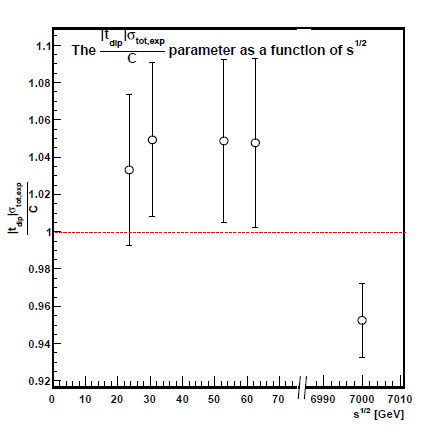 The |t_dip|σ_tot,exp / C parameter as a function of s^1/2
1.1
1.08
1.06
1.04
1.02
1
0.98
0.96
0.94
0.92
|t_dip|σ_tot,exp / C
0 10 20 30 40 50 60 70 6990 7000 7010
s^1/2 [GeV]